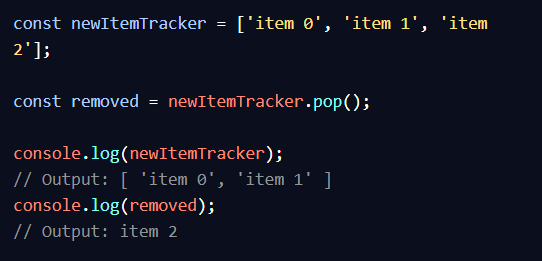 const newItemTracker = ['item 0', 'item 1', 'item
2'];
const removed = newItemTracker.pop();
console.log(newItemTracker);
// Output: [ 'item 0', 'item 1' ]
console.log(removed);
// Output: item 2